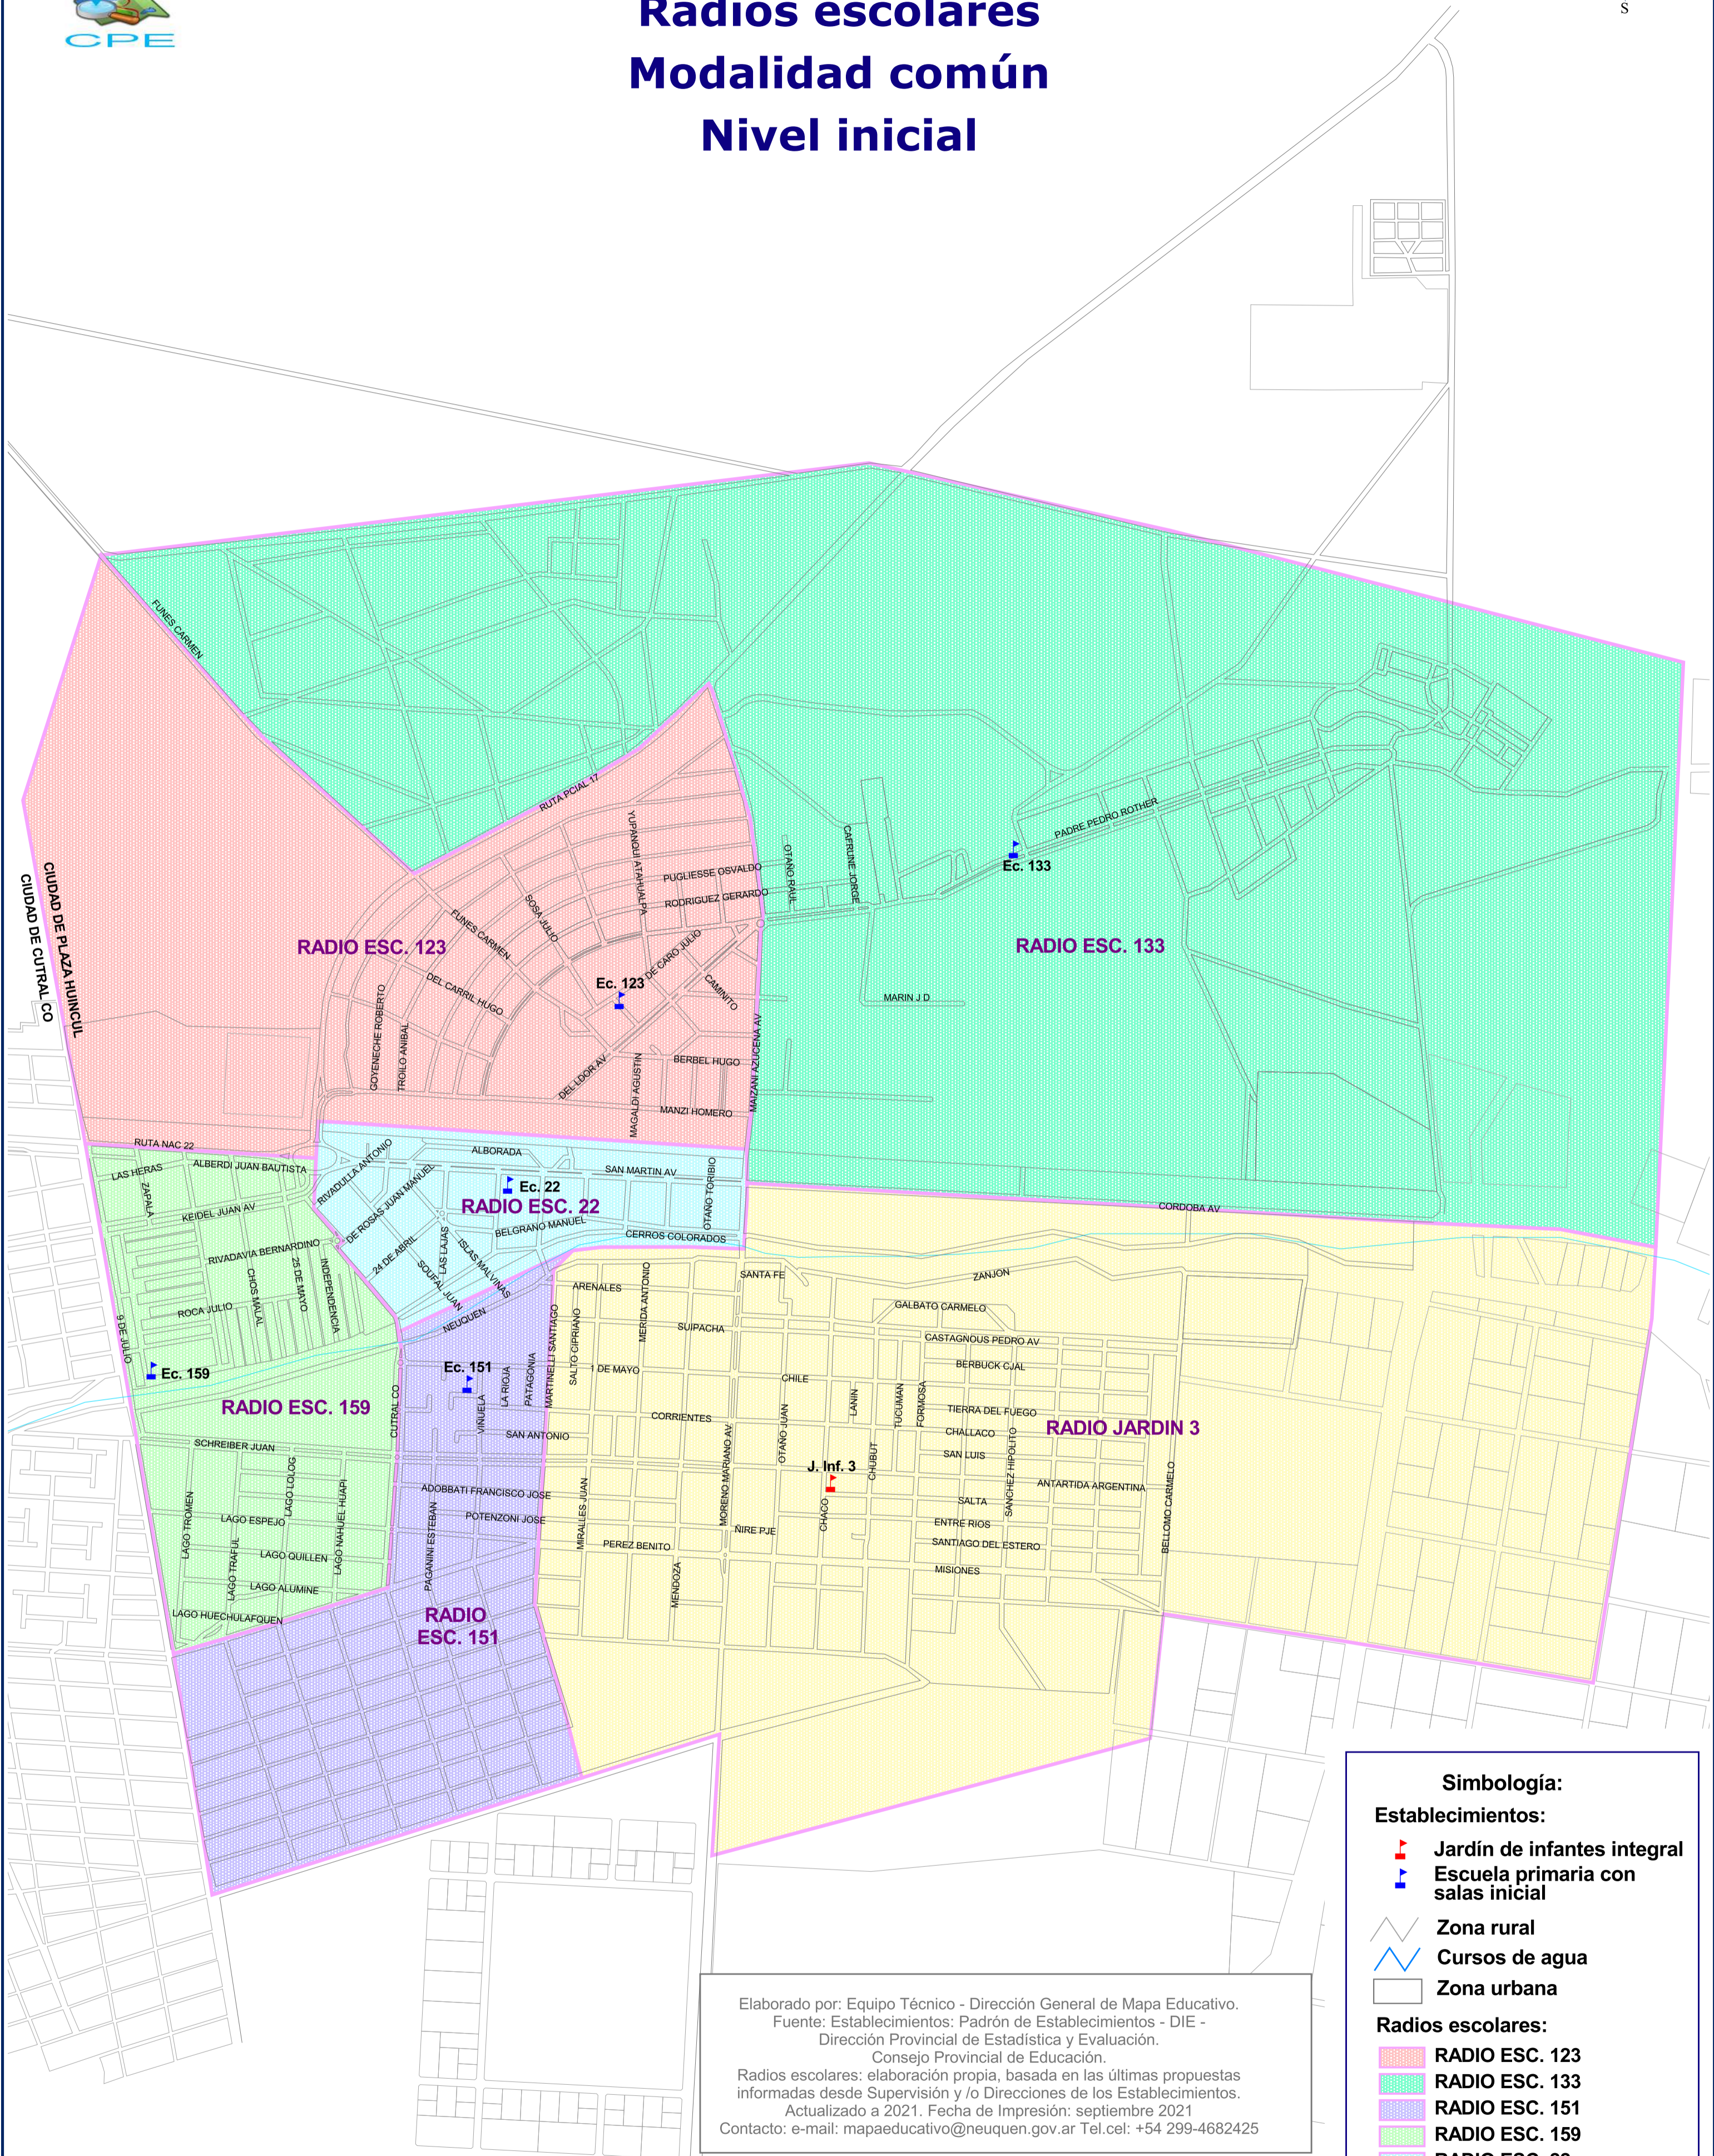 CPE
Radios escolares
Modalidad común
Nivel inicial
S
FUNES CARMEN
RUTA PCIAL 17
YUPANQUI ATAHUALPA
PUGLIESSE OSVALDO
RODRIGUEZ GERARDO
OTAÑO RAUL
CAFRUNE JORGE
PADRE PEDRO ROTHER
Ec. 133
CIUDAD DE PLAZA HUINCUL
CIUDAD DE CUTRAL CO
RADIO ESC. 123
FUNES CARMEN
SOSA JULIO
DE CARO JULIO
RADIO ESC. 133
DEL CARRIL HUGO
Ec. 123
CAMINITO
MARIN J D
GOYENECHE ROBERTO
TROILO ANIBAL
DEL LDOR AV
MAGALDI AGUSTIN
BERBEL HUGO
MAIZANI AZUCENA AV
MANZI HOMERO
RUTA NAC 22
LAS HERAS
ALBERDI JUAN BAUTISTA
ZAPALA
KEIDEL JUAN AV
RIVADULLA ANTONIO
DE ROSAS JUAN MANUEL
ALBORADA
SAN MARTIN AV
Ec. 22
RADIO ESC. 22
OTAÑO TORIBIO
CORDOBA AV
BELGRANO MANUEL
CERROS COLORADOS
RIVADAVIA BERNARDINO
24 DE ABRIL
LAS LAJAS
ISLAS MALVINAS
SOUFAL JUAN
CHOS MALAL
25 DE MAYO
INDEPENDENCIA
ROCA JULIO
9 DE JULIO
NEUQUEN
ARENALES
MERIDA ANTONIO
SANTA FE
ZANJON
GALBATO CARMELO
SUIPACHA
CASTAGNOUS PEDRO AV
MARTINELLI SANTIAGO
SALTO CIPRIANO
Ec. 159
Ec. 151
LA RIOJA
PATAGONIA
1 DE MAYO
CHILE
BERBUCK CJAL
RADIO ESC. 159
CUTRAL CO
VIÑUELA
CORRIENTES
LANIN
TUCUMAN
FORMOSA
TIERRA DEL FUEGO
RADIO JARDIN 3
SAN ANTONIO
MORENO MARIANO AV
OTAÑO JUAN
CHALLACO
SAN LUIS
SANCHEZ HIPOLITO
SCHREIBER JUAN
LAGO LOLOG
J. Inf. 3
CHUBUT
ANTARTIDA ARGENTINA
LAGO TROMEN
LAGO NAHUEL HUAPI
ADOBBATI FRANCISCO JOSE
MIRALLES JUAN
CHACO
SALTA
BELLOMO CARMELO
LAGO ESPEJO
POTENZONI JOSE
ÑIRE PJE
ENTRE RIOS
PAGANINI ESTEBAN
PEREZ BENITO
SANTIAGO DEL ESTERO
LAGO QUILLEN
LAGO TRAFUL
MISIONES
LAGO ALUMINE
MENDOZA
LAGO HUECHULAFQUEN
RADIO
ESC. 151
Simbología:
Establecimientos:
Jardín de infantes integral
Escuela primaria con
salas inicial
Zona rural
Cursos de agua
Zona urbana
Radios escolares:
RADIO ESC. 123
RADIO ESC. 133
RADIO ESC. 151
RADIO ESC. 159
Elaborado por: Equipo Técnico - Dirección General de Mapa Educativo.
Fuente: Establecimientos: Padrón de Establecimientos - DIE -
Dirección Provincial de Estadística y Evaluación.
Consejo Provincial de Educación.
Radios escolares: elaboración propia, basada en las últimas propuestas
informadas desde Supervisión y /o Direcciones de los Establecimientos.
Actualizado a 2021. Fecha de Impresión: septiembre 2021
Contacto: e-mail: mapaeducativo@neuquen.gov.ar Tel.cel: +54 299-4682425